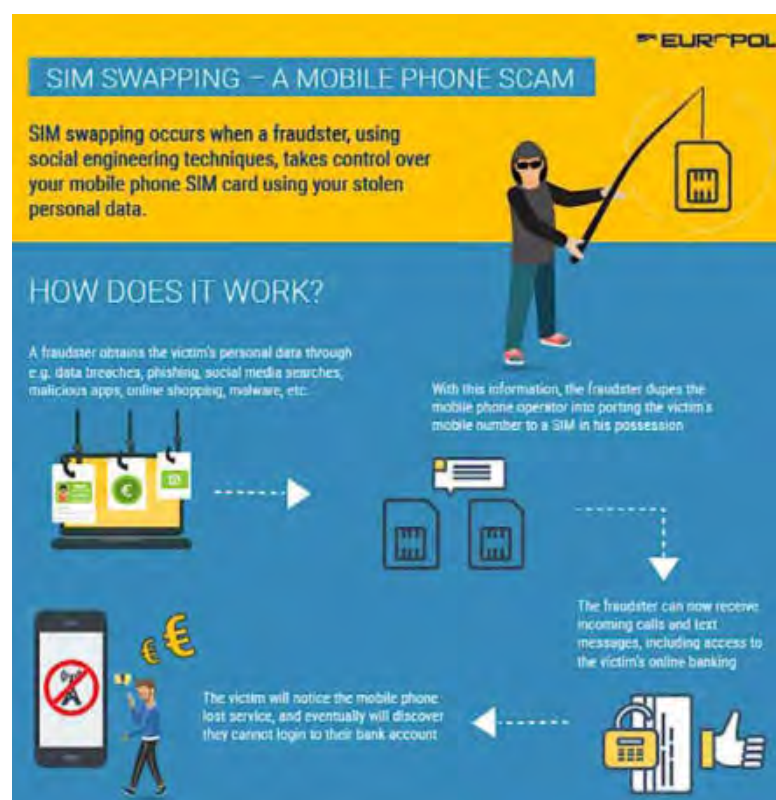 EUROPOL
SIM SWAPPING – A MOBILE PHONE SCAM
SIM swapping occurs when a fraudster, using
social engineering techniques, takes control over
your mobile phone SIM card using your stolen
personal data.
HOW DOES IT WORK?
A fraudster obtains the victim's personal data through
e.g. data breaches, phishing, social media searches,
malicious apps, online shopping, malware, etc.
With this information, the fraudster dupes the
mobile phone operator into porting the victim's
mobile number to a SIM in his possession
€
The fraudster can now receive
incoming calls and text
messages, including access to
the victim's online banking
€ €
The victim will notice the mobile phone
lost service, and eventually will discover
they cannot login to their bank account